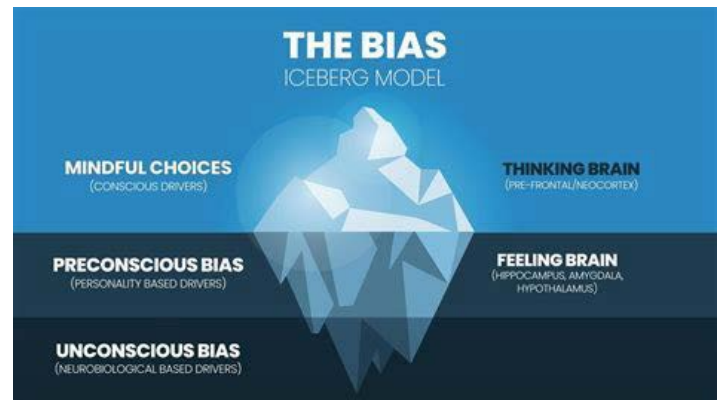 THE BIAS
ICEBERG MODEL
MINDFUL CHOICES
(CONSCIOUS DRIVERS)
THINKING BRAIN
(PRE-FRONTAL/NEOCORTEX)
PRECONSCIOUS BIAS
(PERSONALITY BASED DRIVERS)
FEELING BRAIN
(HIPPOCAMPUS, AMYGDALA,
HYPOTHALAMUS)
UNCONSCIOUS BIAS
(NEUROBIOLOGICAL BASED DRIVERS)